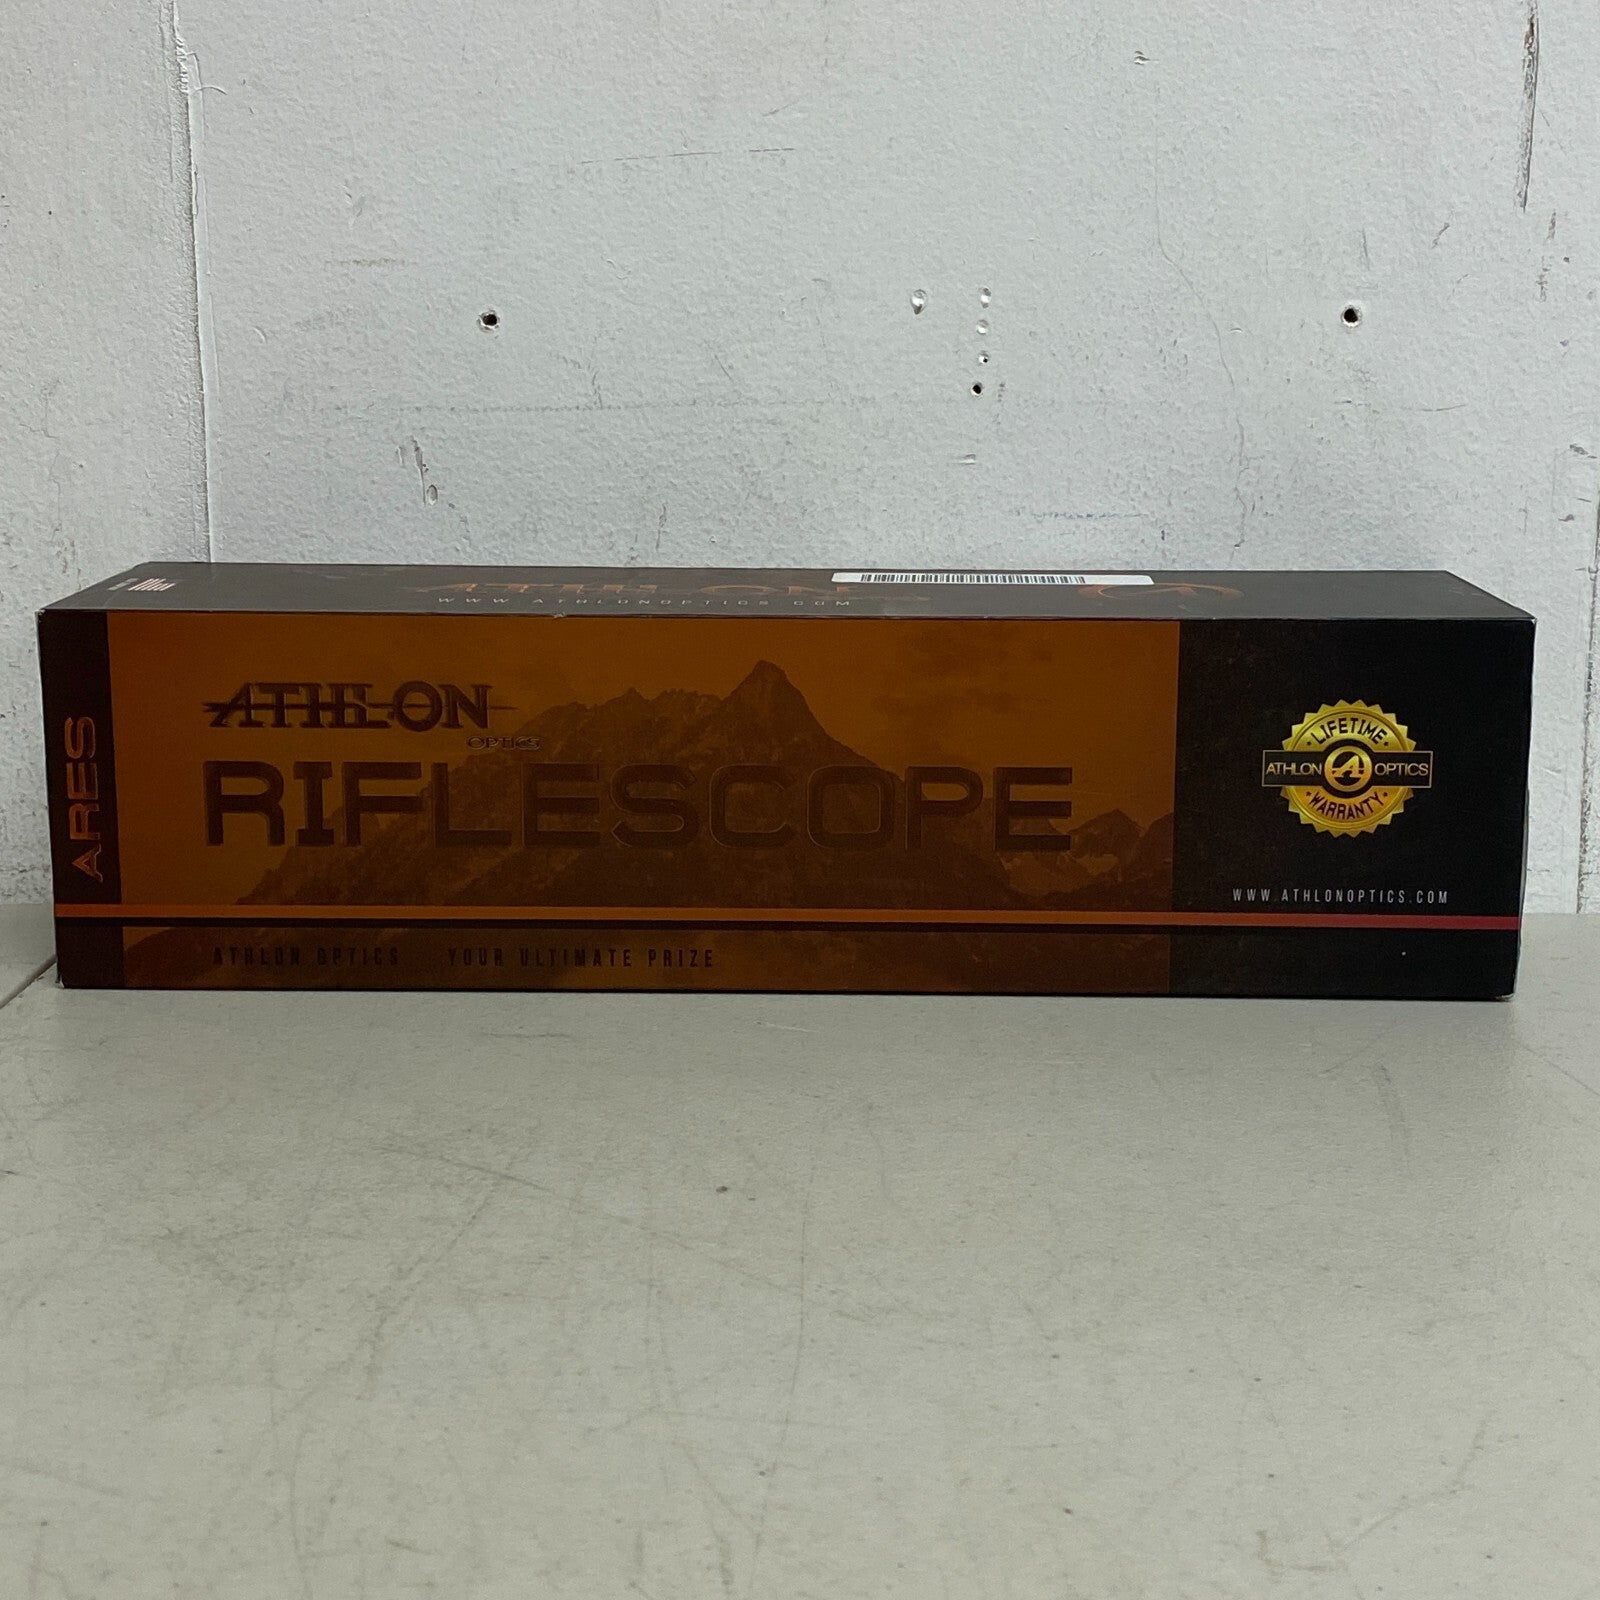 ATHLON
WWW.ATHLONOPTICS.COM
ARES
ATHLON
OPTICS
RIFLESCOPE
LIFETIME
ATHLON OPTICS
WARRANTY
WWW.ATHLONOPTICS.COM
ATHLON OPTICS YOUR ULTIMATE PRIZE